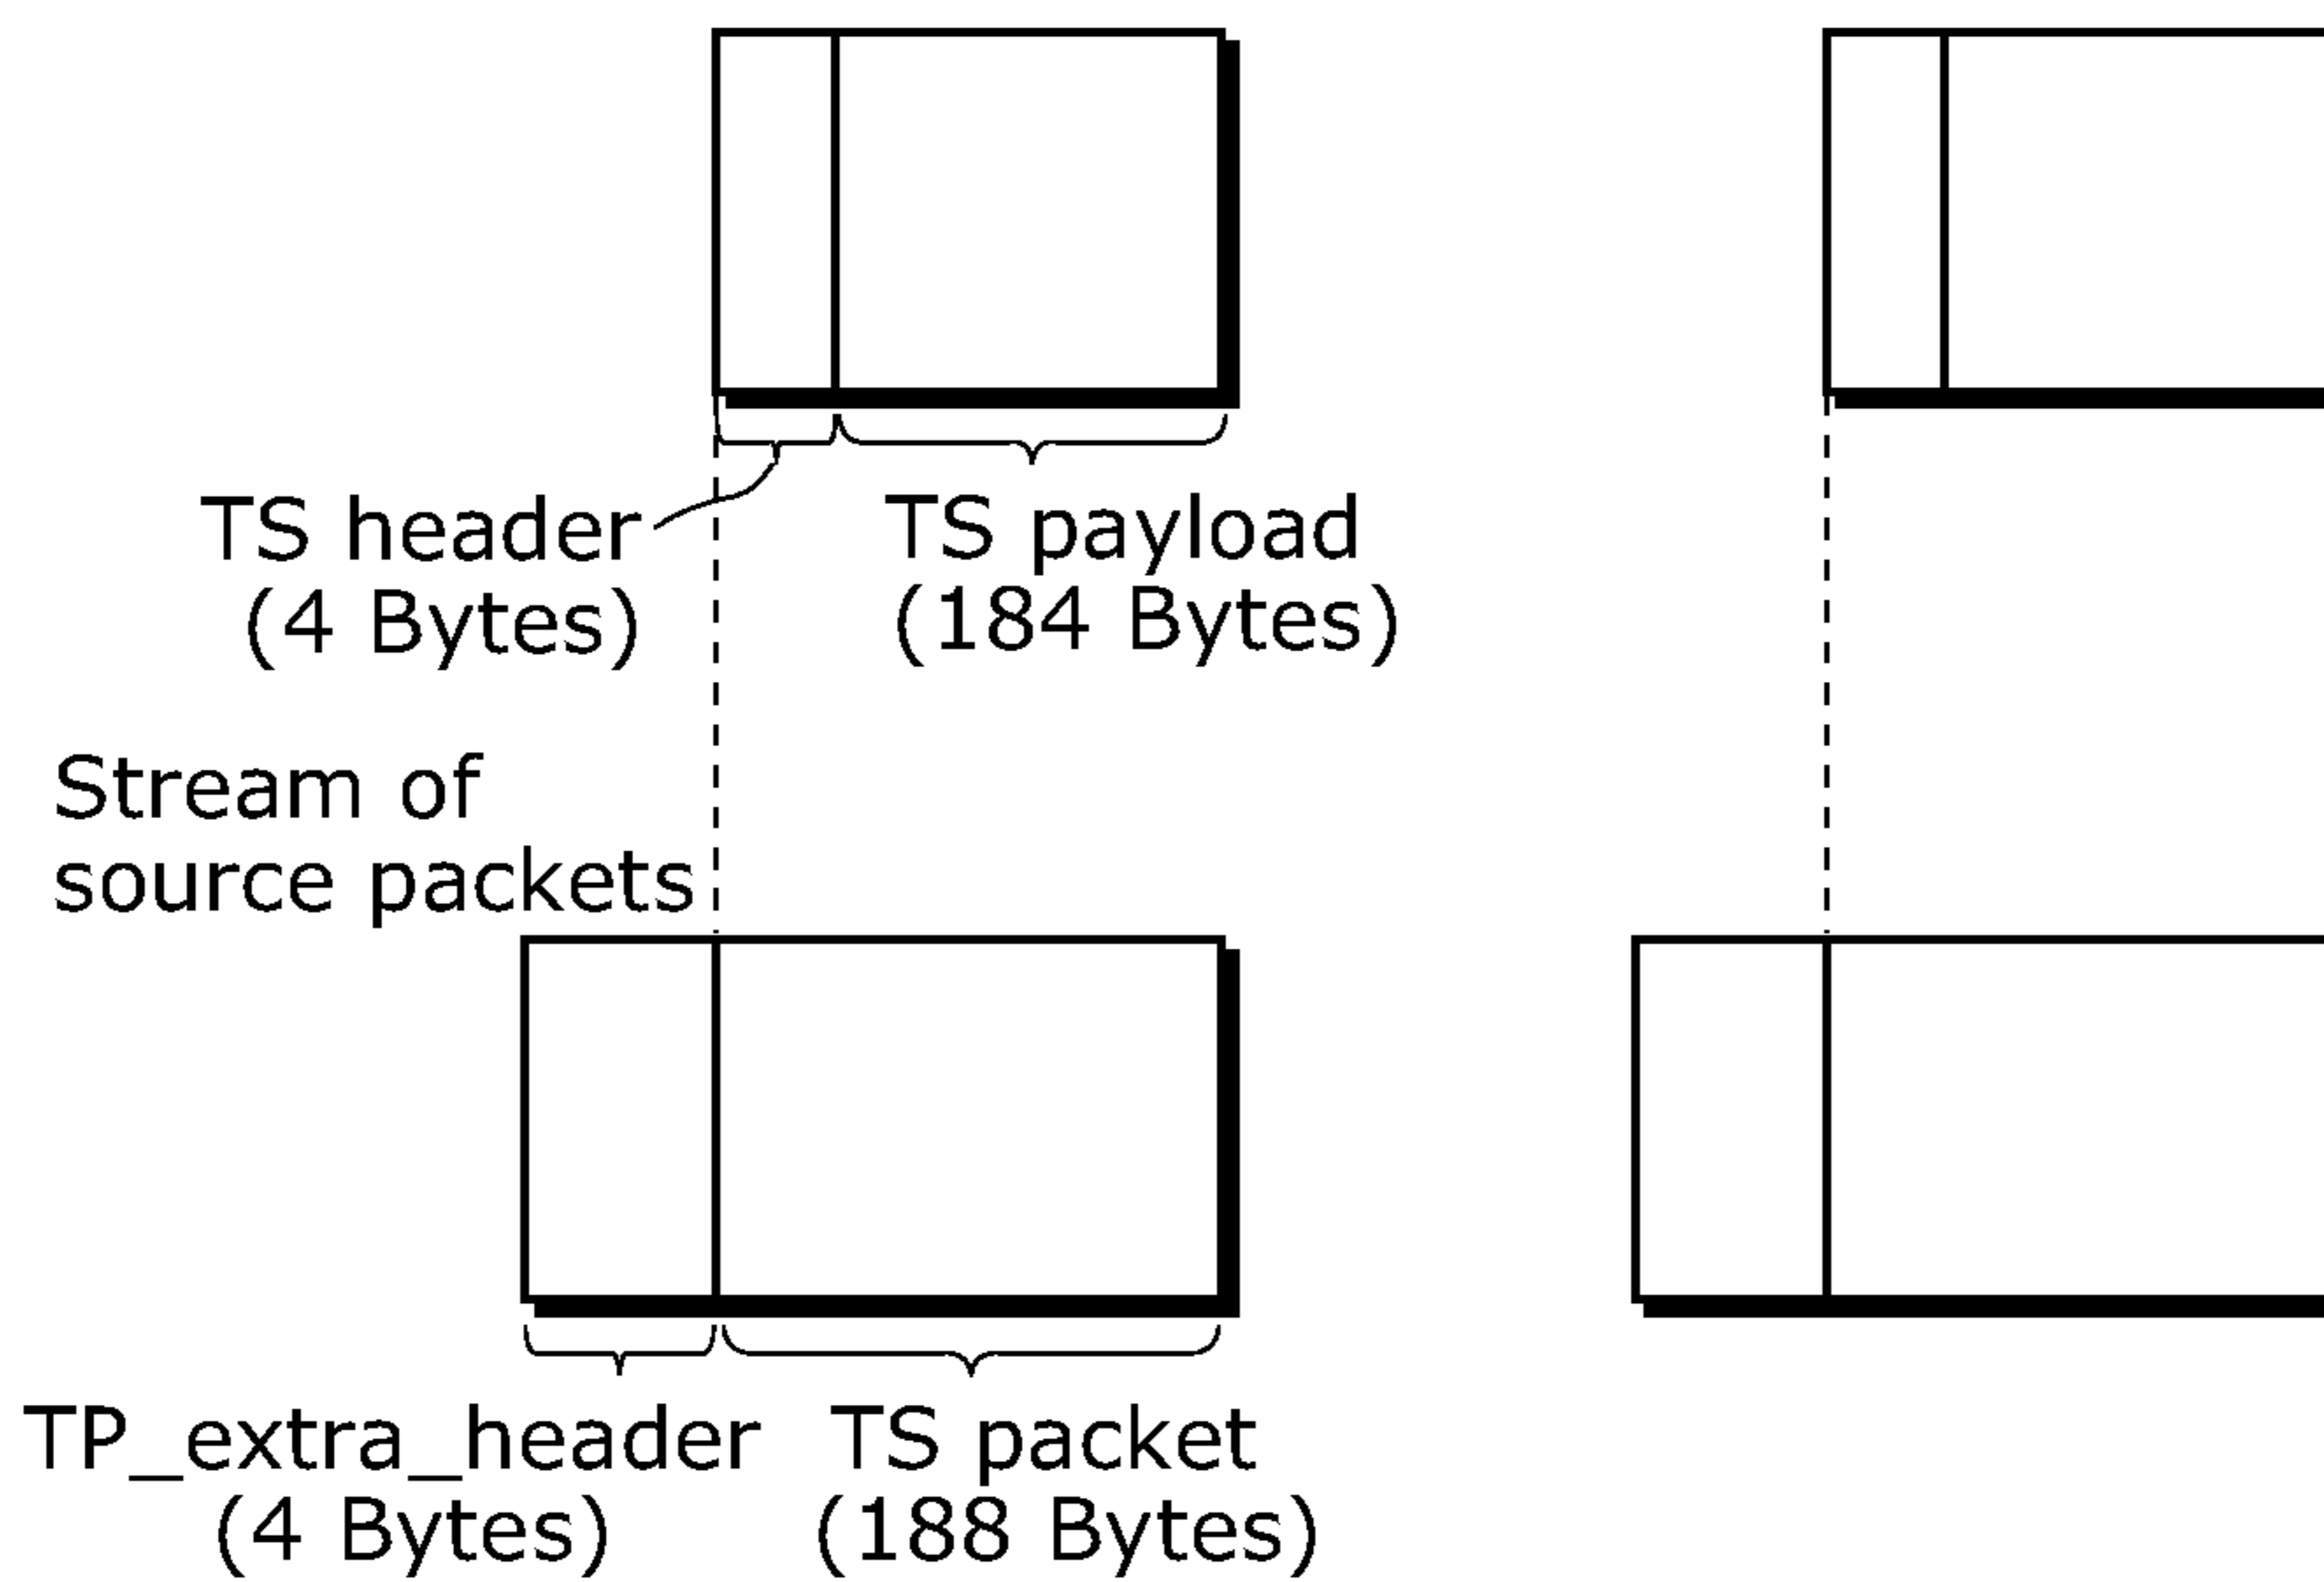 TS header
(4 Bytes)
TS payload
(184 Bytes)
Stream of
source packets
TP_extra_header
(4 Bytes)
TS packet
(188 Bytes)